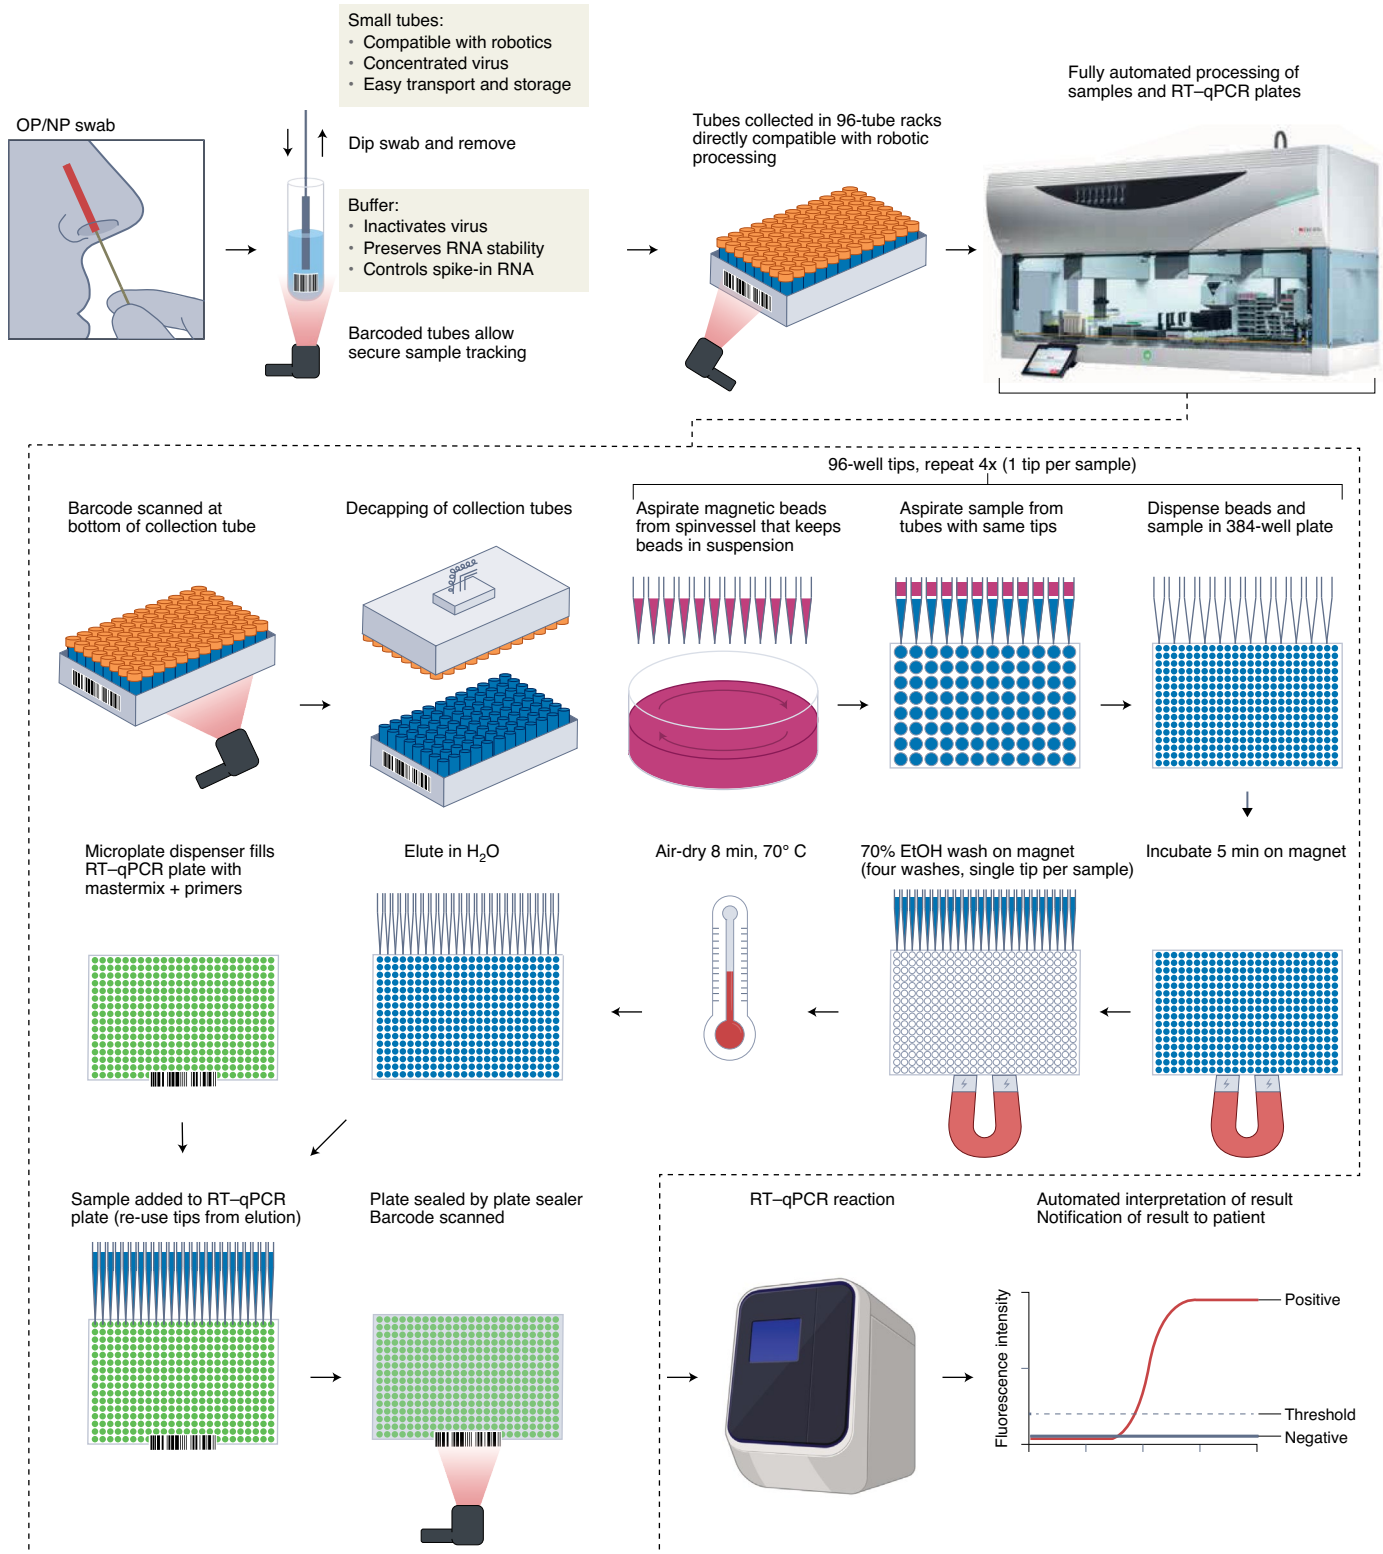 Small tubes:
• Compatible with robotics
• Concentrated virus
• Easy transport and storage
OP/NP swab
Dip swab and remove
Buffer:
• Inactivates virus
• Preserves RNA stability
• Controls spike-in RNA
Barcoded tubes allow
secure sample tracking
Tubes collected in 96-tube racks
directly compatible with robotic
processing
Fully automated processing of
samples and RT–qPCR plates
96-well tips, repeat 4x (1 tip per sample)
Barcode scanned at
bottom of collection tube
Decapping of collection tubes
Aspirate magnetic beads
from spinvessel that keeps
beads in suspension
Aspirate sample from
tubes with same tips
Dispense beads and
sample in 384-well plate
Microplate dispenser fills
RT–qPCR plate with
mastermix + primers
Elute in H₂O
Air-dry 8 min, 70° C
70% EtOH wash on magnet
(four washes, single tip per sample)
Incubate 5 min on magnet
Sample added to RT–qPCR
plate (re-use tips from elution)
Plate sealed by plate sealer
Barcode scanned
RT–qPCR reaction
Automated interpretation of result
Notification of result to patient
Fluorescence intensity
Positive
Threshold
Negative